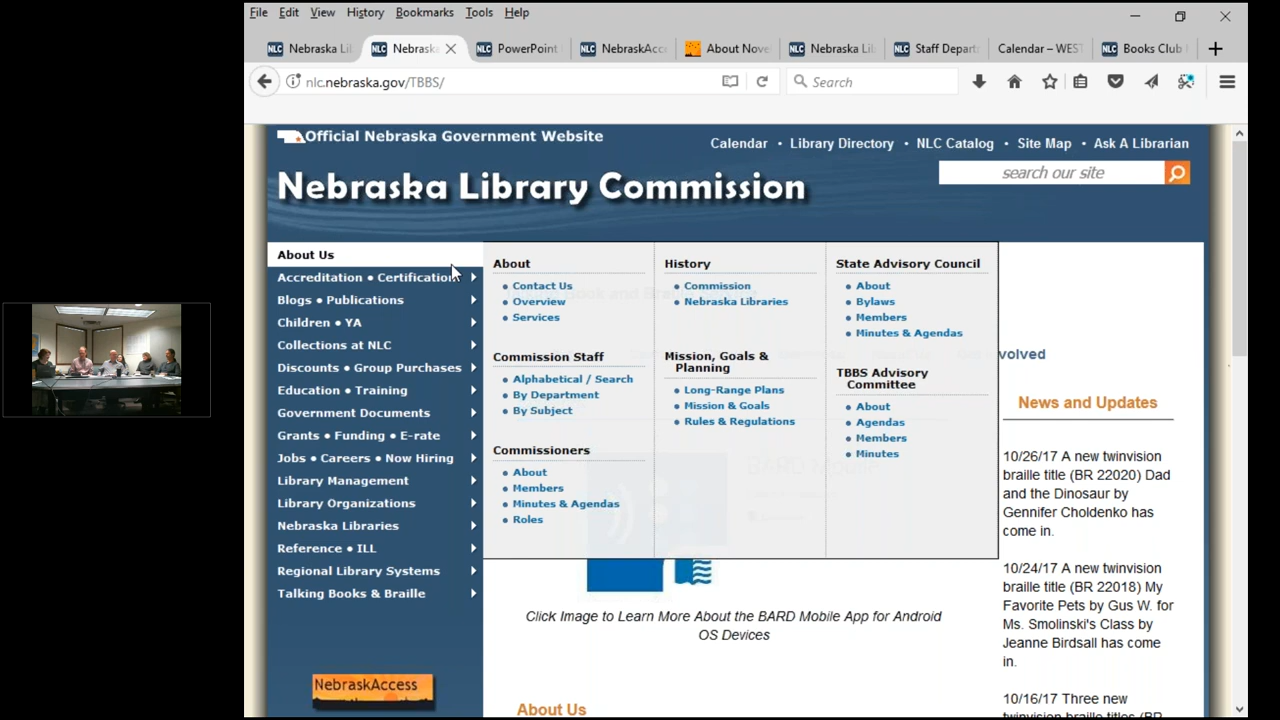 File Edit View History Bookmarks Tools Help
Nebraska Li
Nebraska
PowerPoint
NebraskAcc
About Nove
Nebraska Li
Staff Depart
Calendar – WEST
Books Club
nlc.nebraska.gov/TBBS/
Search
Official Nebraska Government Website
Calendar • Library Directory • NLC Catalog • Site Map • Ask A Librarian
Nebraska Library Commission
search our site
About Us
Accreditation • Certification
Blogs • Publications
Children • YA
Collections at NLC
Discounts • Group Purchases
Education • Training
Government Documents
Grants • Funding • E-rate
Jobs • Careers • Now Hiring
Library Management
Library Organizations
Nebraska Libraries
Reference • ILL
Regional Library Systems
Talking Books & Braille
NebraskAccess
About
Contact Us
Overview
Services
Commission Staff
Alphabetical / Search
By Department
By Subject
Commissioners
About
Members
Minutes & Agendas
Roles
History
Commission
Nebraska Libraries
Mission, Goals &
Planning
Long-Range Plans
Mission & Goals
Rules & Regulations
State Advisory Council
About
Bylaws
Members
Minutes & Agendas
TBBS Advisory
Committee
About
Agendas
Members
Minutes
BARD Mobile
Click Image to Learn More About the BARD Mobile App for Android
OS Devices
About Us
volved
News and Updates
10/26/17 A new twinvision
braille title (BR 22020) Dad
and the Dinosaur by
Gennifer Choldenko has
come in.
10/24/17 A new twinvision
braille title (BR 22018) My
Favorite Pets by Gus W. for
Ms. Smolinski's Class by
Jeanne Birdsall has come
in.
10/16/17 Three new
twinvision braille titles (BR